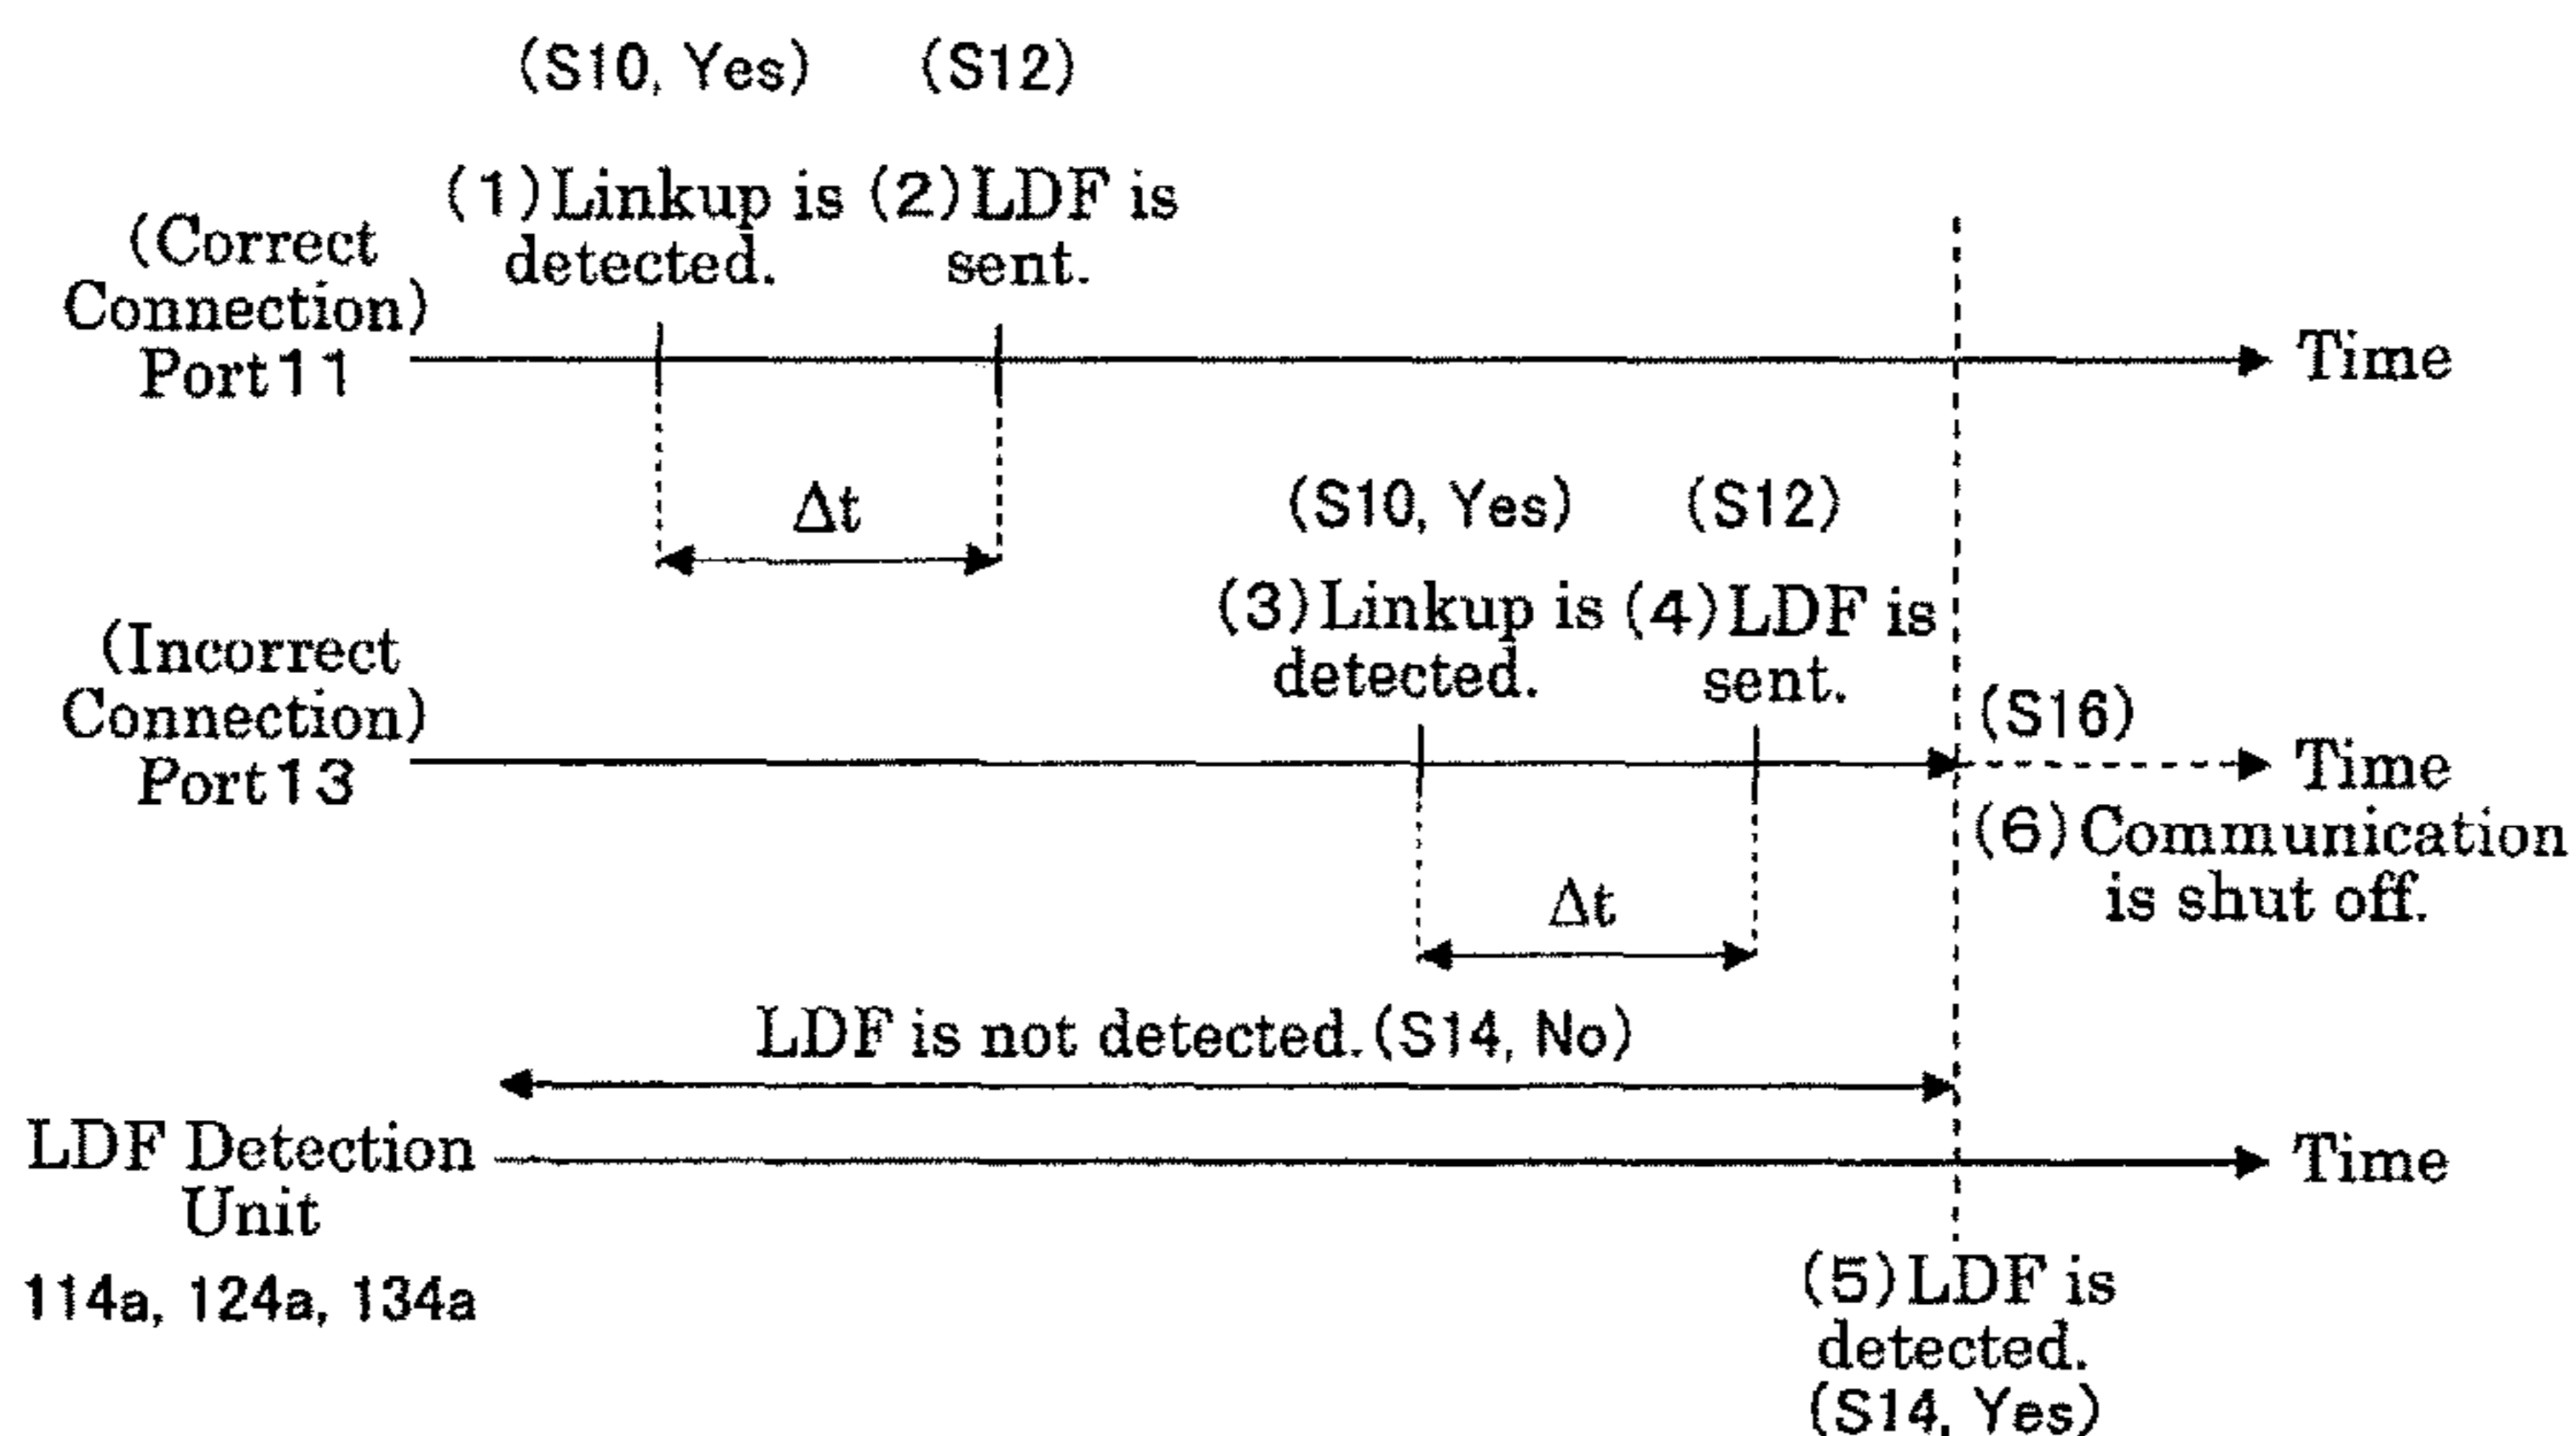 (S10, Yes) (S12)
(1)Linkup is (2)LDF is
detected. sent.
(Correct
Connection)
Port11
Time
Δt
(S10, Yes) (S12)
(3)Linkup is (4)LDF is
detected. sent.
(Incorrect
Connection)
Port13
(S16)
Time
(6)Communication
is shut off.
Δt
LDF is not detected.(S14, No)
LDF Detection
Unit
114a, 124a, 134a
Time
(5)LDF is
detected.
(S14, Yes)